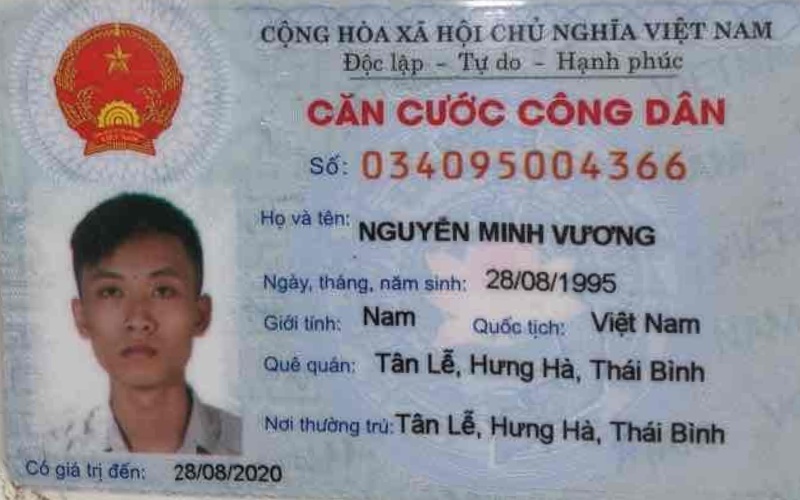 CỘNG HÒA XÃ HỘI CHỦ NGHĨA VIỆT NAM
Độc lập - Tự do - Hạnh phúc
CĂN CƯỚC CÔNG DÂN
Số: 034095004366
Họ và tên: NGUYỄN MINH VƯƠNG
Ngày, tháng, năm sinh: 28/08/1995
Giới tính: Nam Quốc tịch: Việt Nam
Quê quán: Tân Lễ, Hưng Hà, Thái Bình
Nơi thường trú: Tân Lễ, Hưng Hà, Thái Bình
Có giá trị đến: 28/08/2020